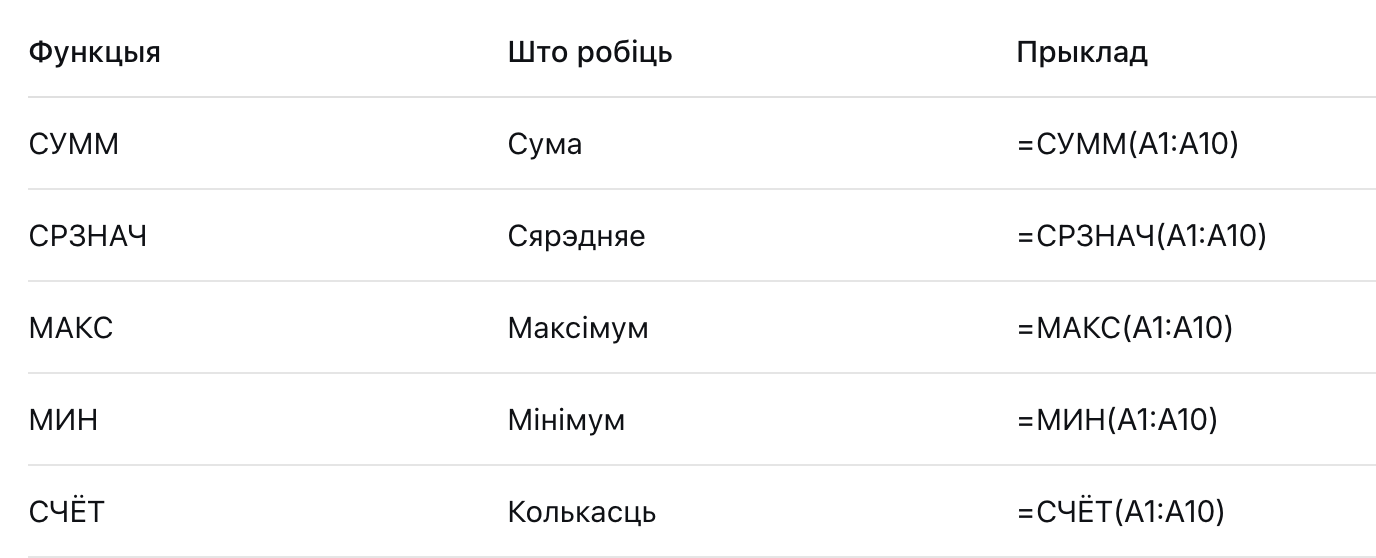 Функцыя Што робіць Прыклад
СУММ Сума =СУММ(A1:A10)
СРЗНАЧ Сярэдняе =СРЗНАЧ(A1:A10)
МАКС Максімум =МАКС(A1:A10)
МИН Мінімум =МИН(A1:A10)
СЧЁТ Колькасць =СЧЁТ(A1:A10)